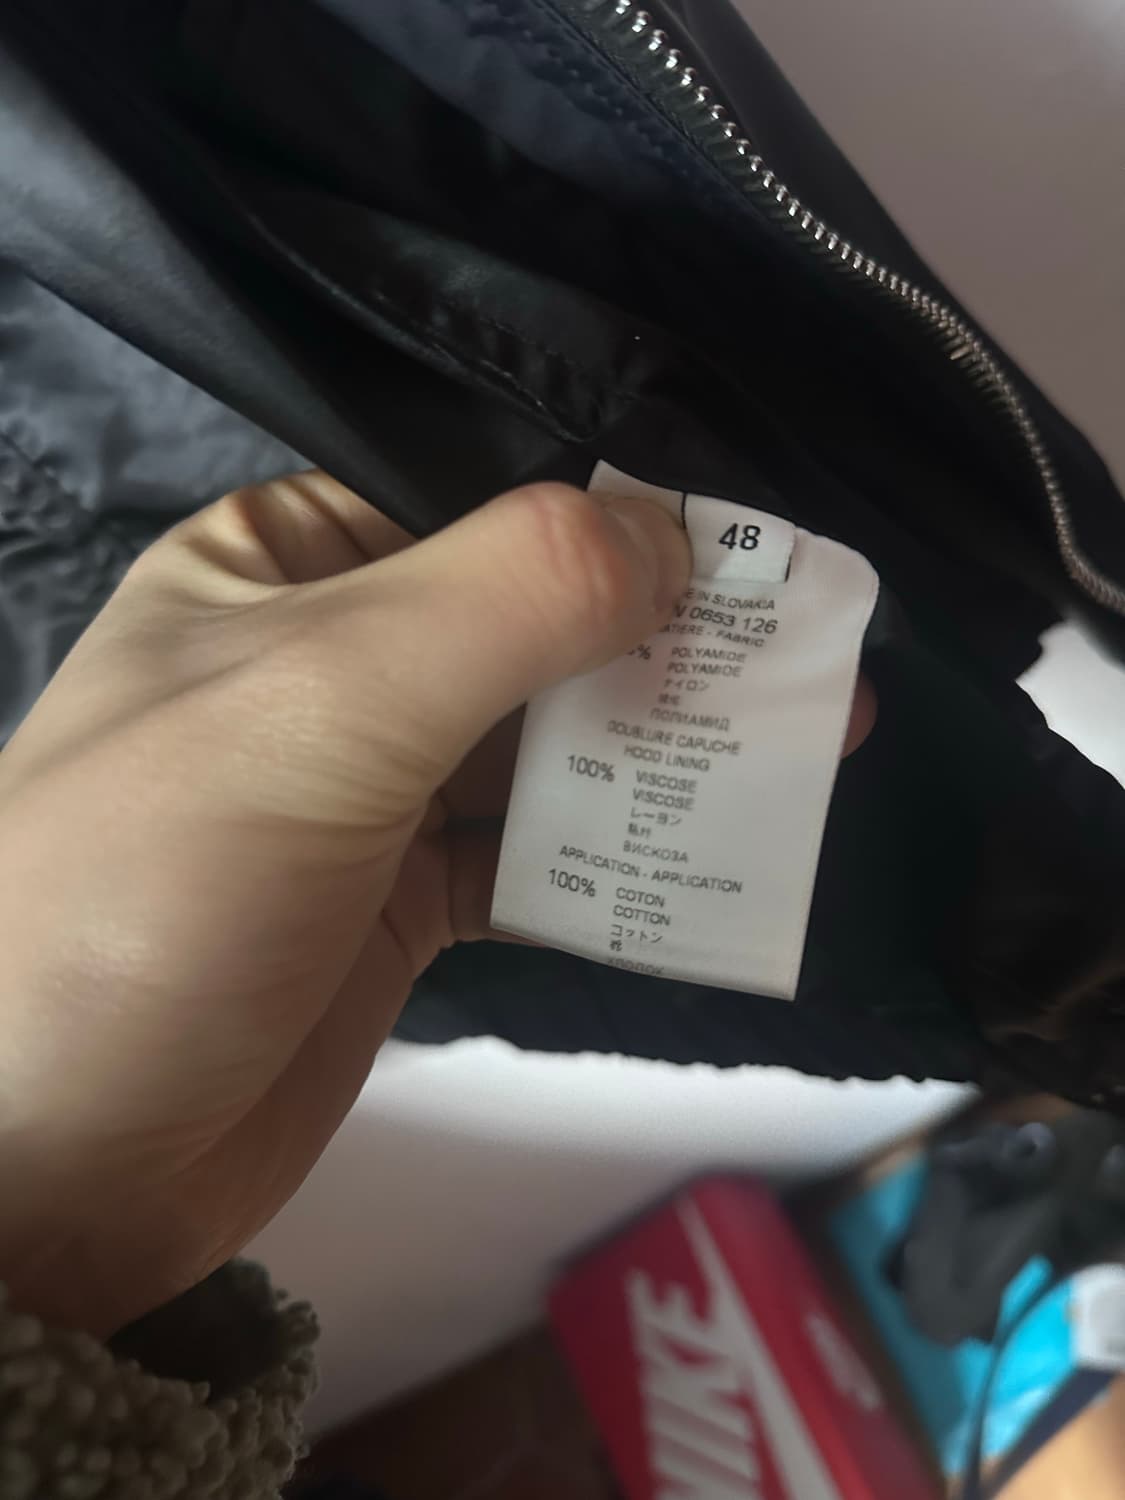 48
E IN SLOVAKIA
0653 126
ATIERE - FABRIC
% POLYAMIDE
POLYAMIDE
ナイロン
ПОЛИАМИД
DOUBLURE CAPUCHE
HOOD LINING
100% VISCOSE
VISCOSE
レーヨン
ВИСКОЗА
APPLICATION - APPLICATION
100% COTON
COTTON
コットン
NIKE